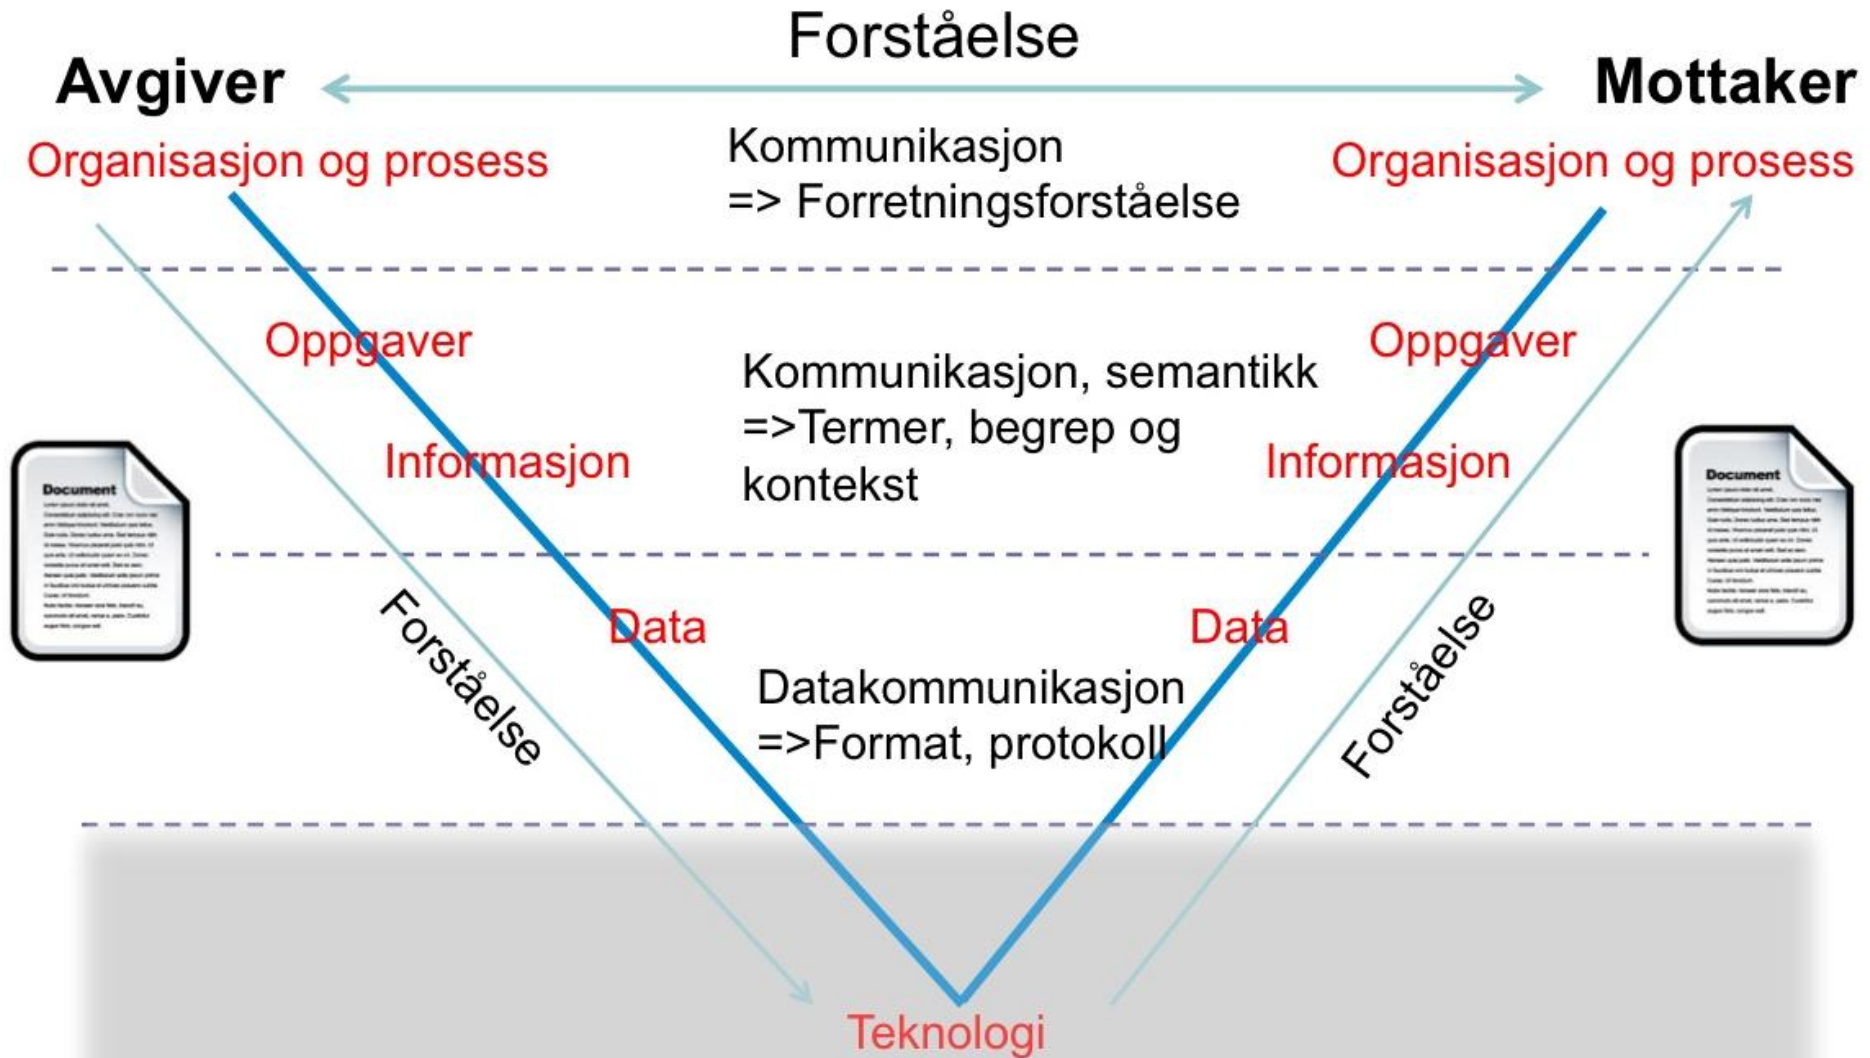 Forståelse
Avgiver
Mottaker
Organisasjon og prosess
Kommunikasjon
=> Forretningsforståelse
Organisasjon og prosess
Oppgaver
Oppgaver
Kommunikasjon, semantikk
=>Termer, begrep og
kontekst
Informasjon
Informasjon
Document
Document
Data
Data
Forståelse
Forståelse
Datakommunikasjon
=>Format, protokoll
Teknologi